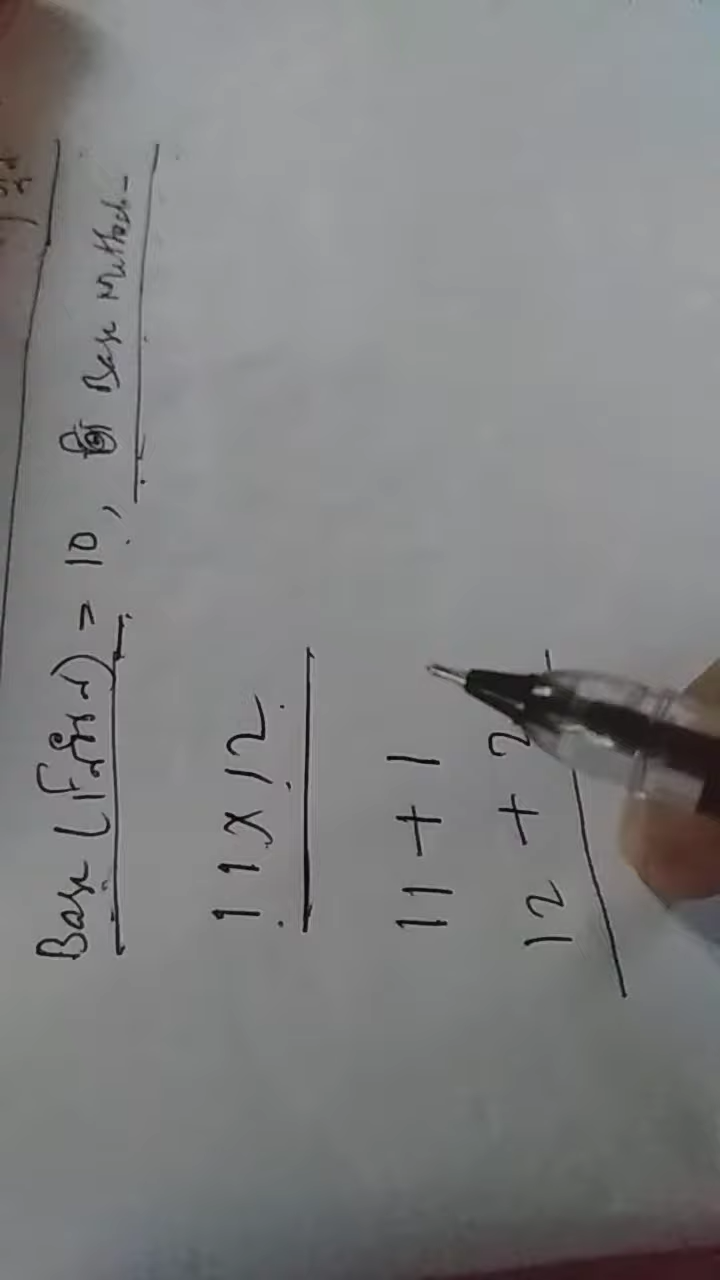 Base ( ) = 10, Base Method -
11 x 12
11 + 1
12 + 2